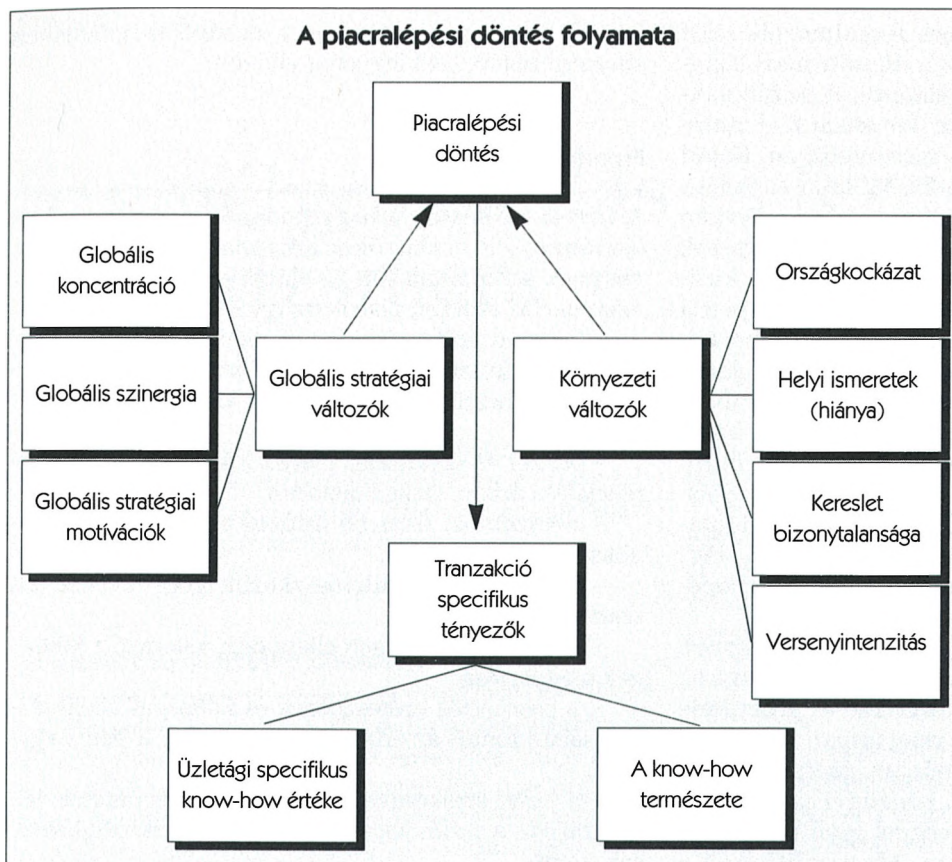 A piacralépési döntés folyamata
Piacralépési
döntés
Globális
koncentráció
Globális szinergia
Globális stratégiai
motívációk
Globális stratégiai
változók
Környezeti
változók
Országkockázat
Helyi ismeretek
(hiánya)
Kereslet
bizonytalansága
Versenyintenzitás
Tranzakció
specifikus
tényezők
Üzletági specifikus
know-how értéke
A know-how
természete